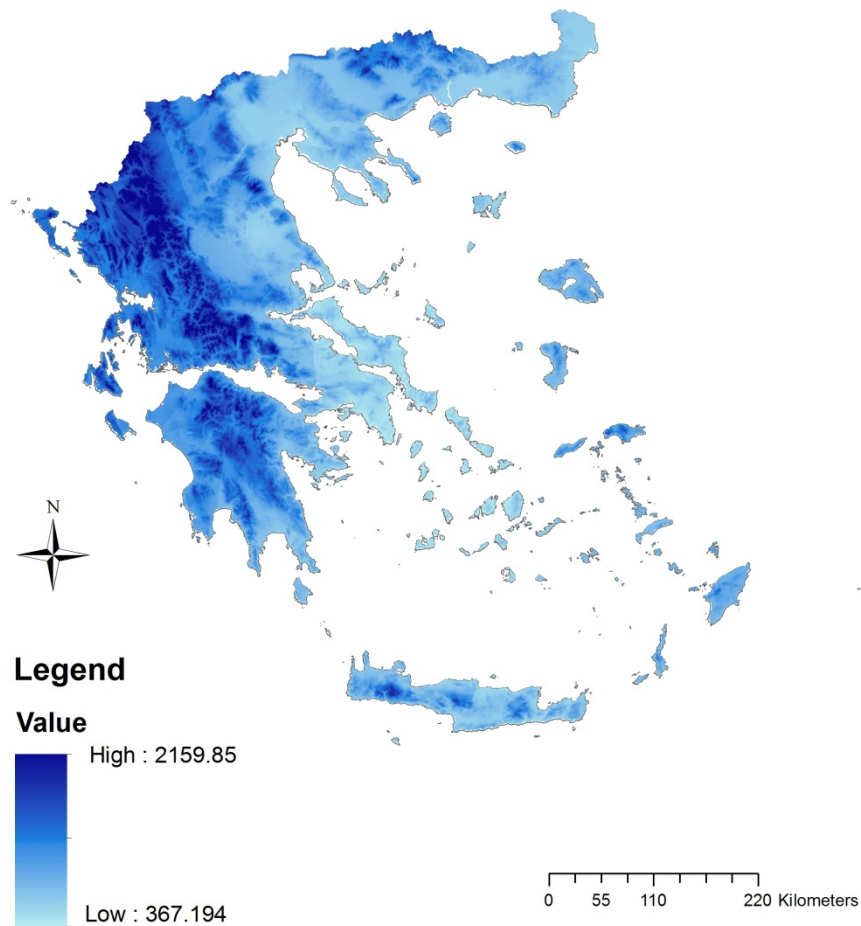 N
Legend
Value
High : 2159.85
Low : 367.194
0 55 110 220 Kilometers